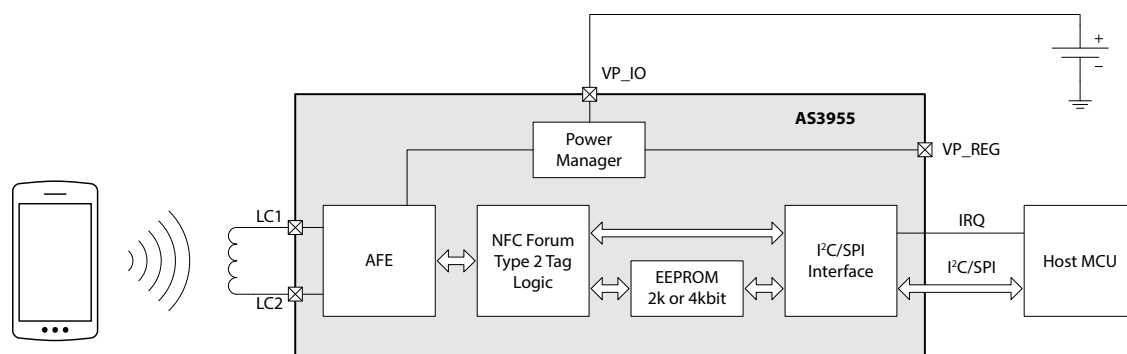 VP_IO
+
−
AS3955
Power
Manager
VP_REG
LC1
LC2
AFE
NFC Forum
Type 2 Tag
Logic
EEPROM
2k or 4kbit
I²C/SPI
Interface
IRQ
I²C/SPI
Host MCU